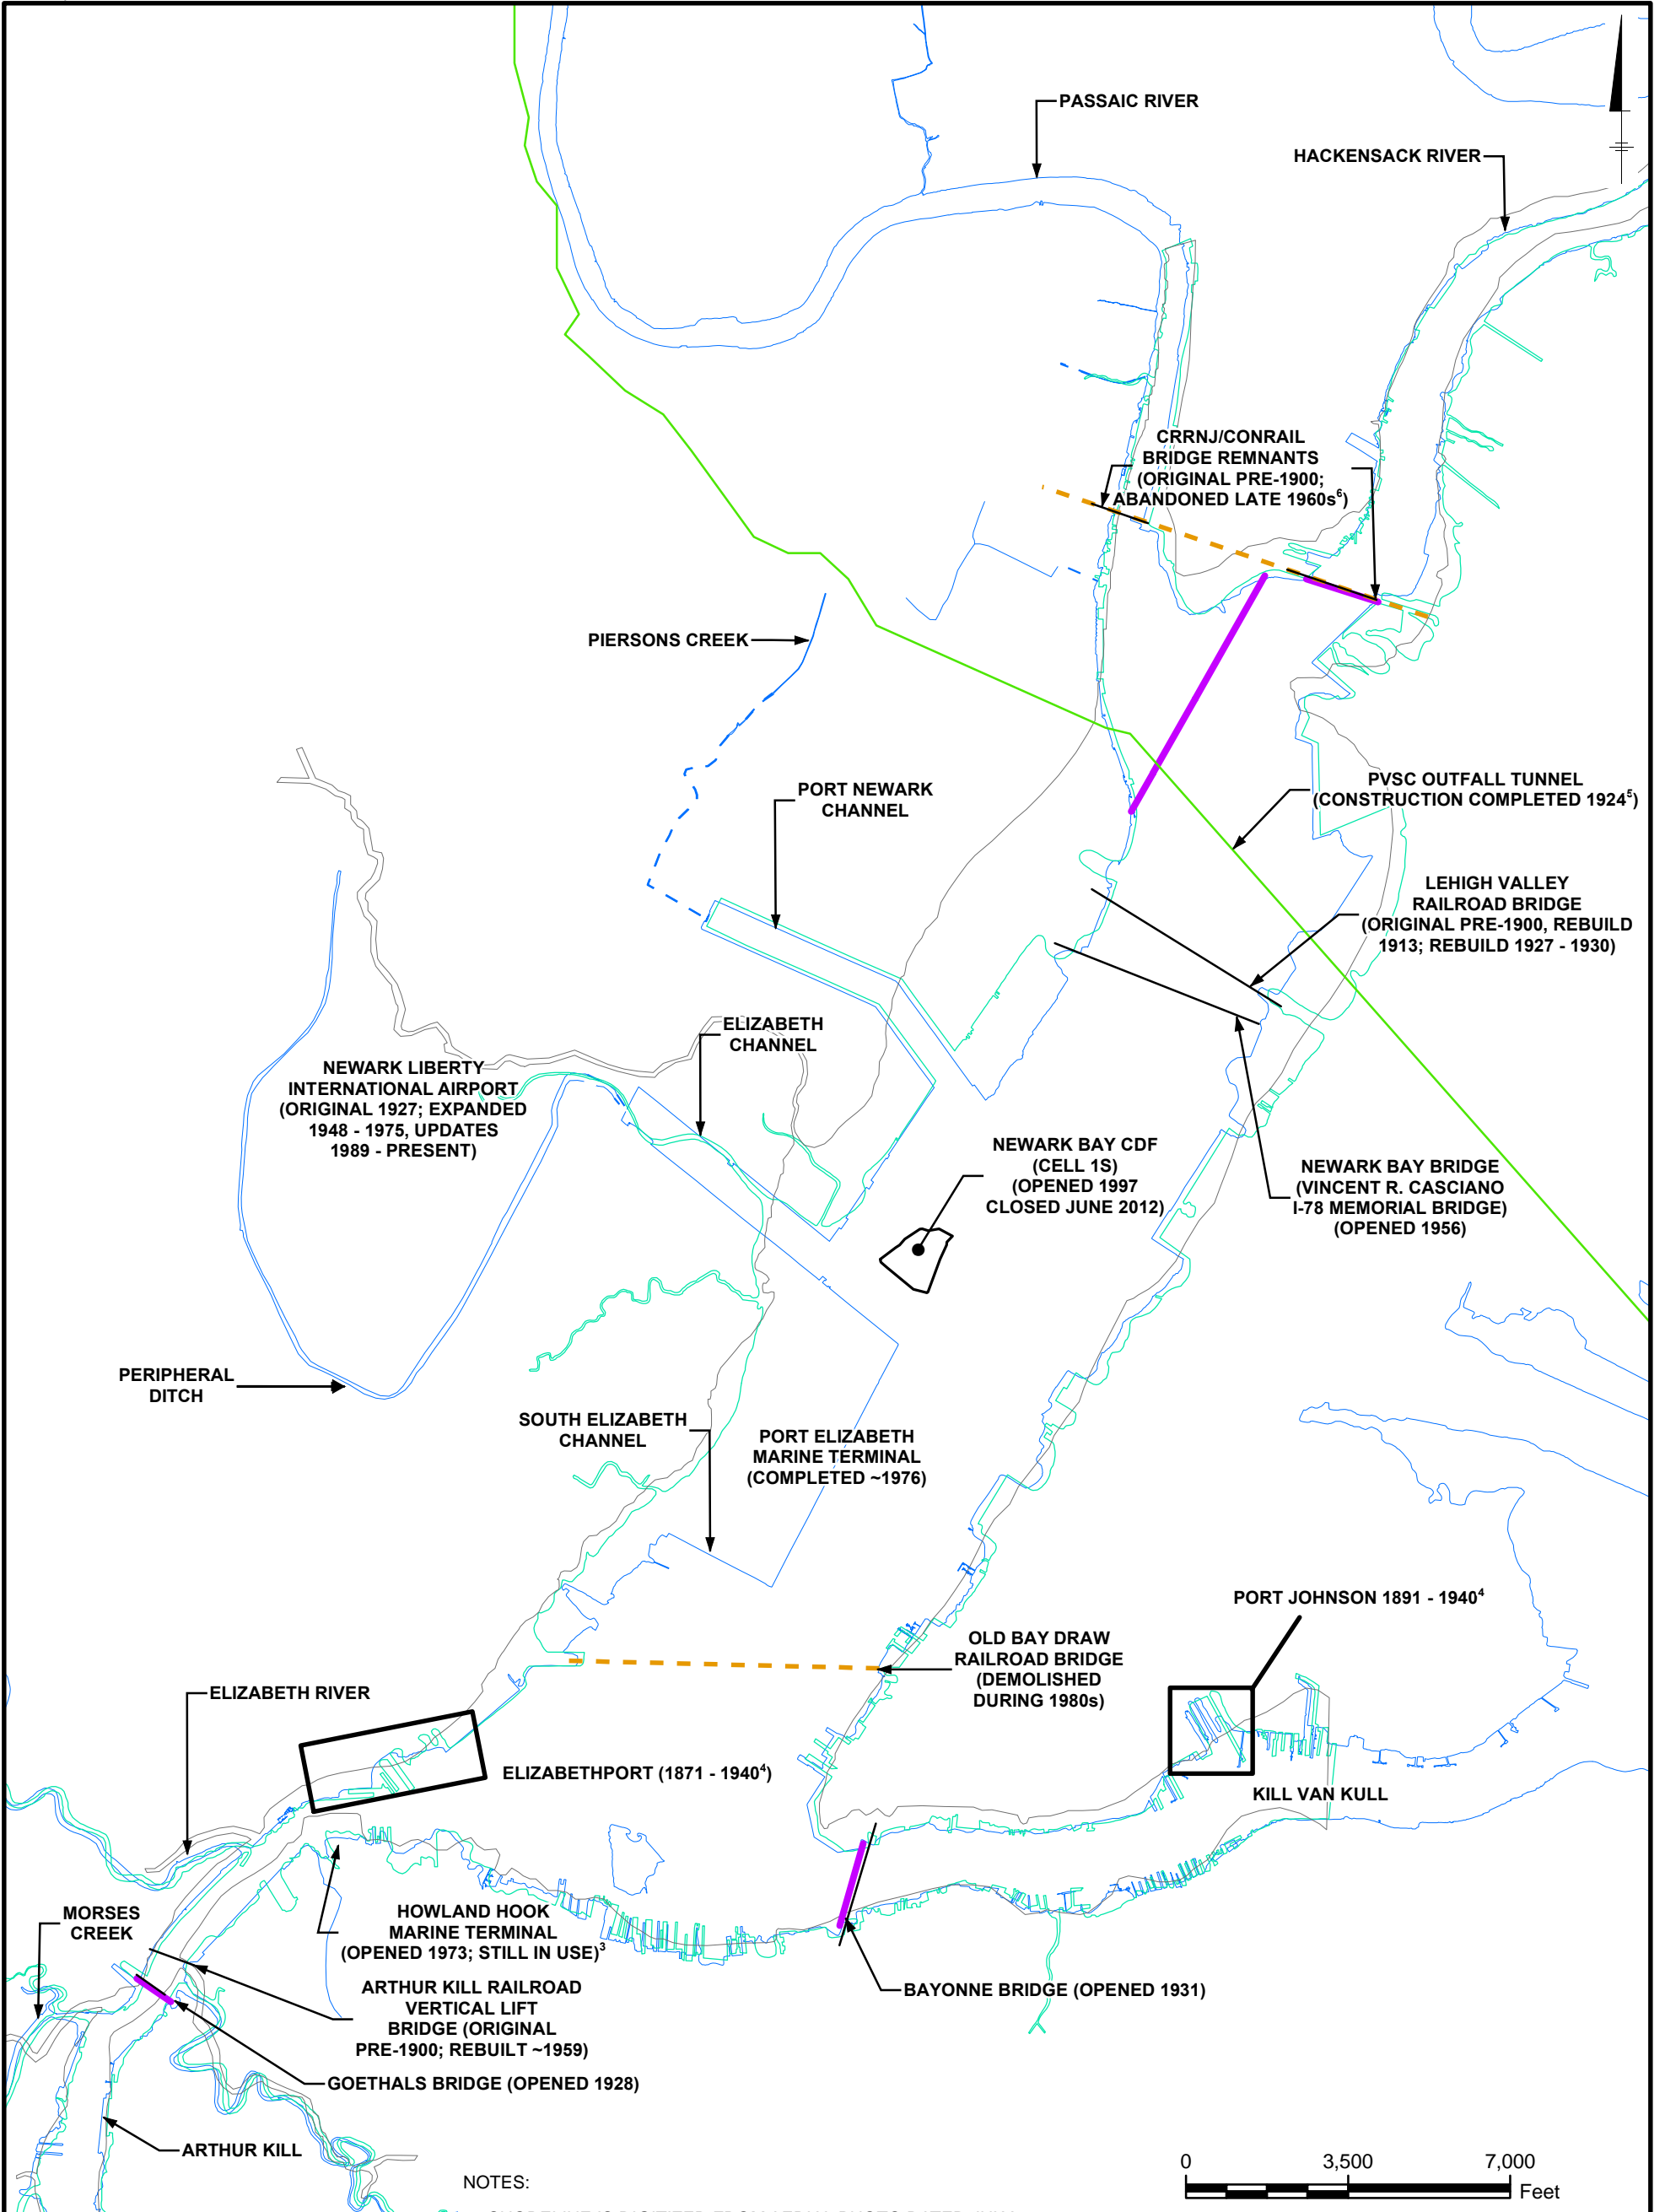 PASSAIC RIVER
HACKENSACK RIVER
CRRNJ/CONRAIL
BRIDGE REMNANTS
(ORIGINAL PRE-1900;
ABANDONED LATE 1960s⁶)
PIERSONS CREEK
PORT NEWARK
CHANNEL
PVSC OUTFALL TUNNEL
(CONSTRUCTION COMPLETED 1924⁵)
LEHIGH VALLEY
RAILROAD BRIDGE
(ORIGINAL PRE-1900, REBUILD
1913; REBUILD 1927 - 1930)
ELIZABETH
CHANNEL
NEWARK LIBERTY
INTERNATIONAL AIRPORT
(ORIGINAL 1927; EXPANDED
1948 - 1975, UPDATES
1989 - PRESENT)
NEWARK BAY CDF
(CELL 1S)
(OPENED 1997
CLOSED JUNE 2012)
NEWARK BAY BRIDGE
(VINCENT R. CASCIANO
I-78 MEMORIAL BRIDGE)
(OPENED 1956)
PERIPHERAL
DITCH
SOUTH ELIZABETH
CHANNEL
PORT ELIZABETH
MARINE TERMINAL
(COMPLETED ~1976)
PORT JOHNSON 1891 - 1940⁴
OLD BAY DRAW
RAILROAD BRIDGE
(DEMOLISHED
DURING 1980s)
ELIZABETH RIVER
ELIZABETHPORT (1871 - 1940⁴)
KILL VAN KULL
MORSES
CREEK
HOWLAND HOOK
MARINE TERMINAL
(OPENED 1973; STILL IN USE)³
ARTHUR KILL RAILROAD
VERTICAL LIFT
BRIDGE (ORIGINAL
PRE-1900; REBUILT ~1959)
BAYONNE BRIDGE (OPENED 1931)
GOETHALS BRIDGE (OPENED 1928)
ARTHUR KILL
NOTES:
0 3,500 7,000
Feet